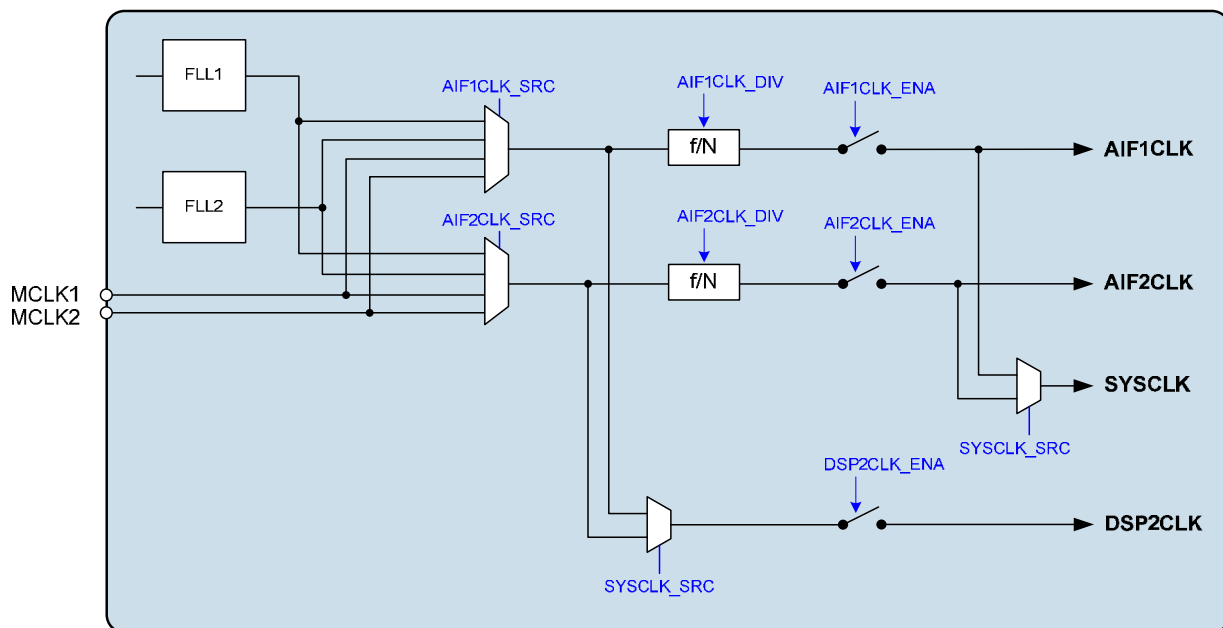 FLL1
AIF1CLK_SRC
AIF1CLK_DIV
AIF1CLK_ENA
f/N
AIF1CLK
FLL2
AIF2CLK_SRC
AIF2CLK_DIV
AIF2CLK_ENA
f/N
AIF2CLK
MCLK1
MCLK2
SYSCLK
SYSCLK_SRC
DSP2CLK_ENA
DSP2CLK
SYSCLK_SRC